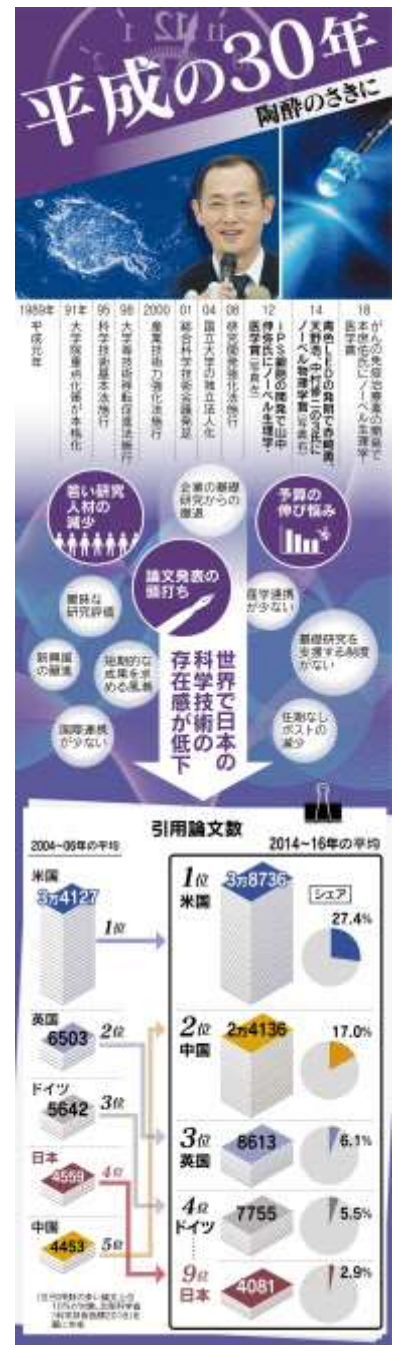 平成の30年
陶酔のさきに
1989年 平成元年
91年 大学院重点化策が本格化
95 科学技術基本法施行
98 大学等技術移転促進法施行
2000 産業技術力強化法施行
01 総合科学技術会議発足
04 国立大学の独立法人化
08 研究開発強化法施行
12 iPS細胞の開発で山中
伸弥氏にノーベル生理学・
医学賞(写真左)
14 青色LEDの発明で赤崎勇、
天野浩、中村修二の3氏に
ノーベル物理学賞(写真右)
18 がんの免疫治療薬の開発で
本庶佑氏にノーベル生理学・
医学賞
若い研究
人材の
減少
企業の基礎
研究からの
撤退
予算の
伸び悩み
論文発表の
頭打ち
曖昧な
研究評価
産学連携
が少ない
新興国
の躍進
短期的な
成果を求
める風潮
基礎研究を
支援する制度
がない
国際連携
が少ない
任期なし
ポストの
減少
世界で日本の
科学技術の
存在感が低下
引用論文数
2004~06年の平均
2014~16年の平均
米国
3万4127
1位
英国
6503
2位
ドイツ
5642
3位
日本
4559
4位
中国
4453
5位
1位
米国
3万8736
シェア
27.4%
2位
中国
2万4136
17.0%
3位
英国
8613
6.1%
4位
ドイツ
7755
5.5%
9位
日本
4081
2.9%